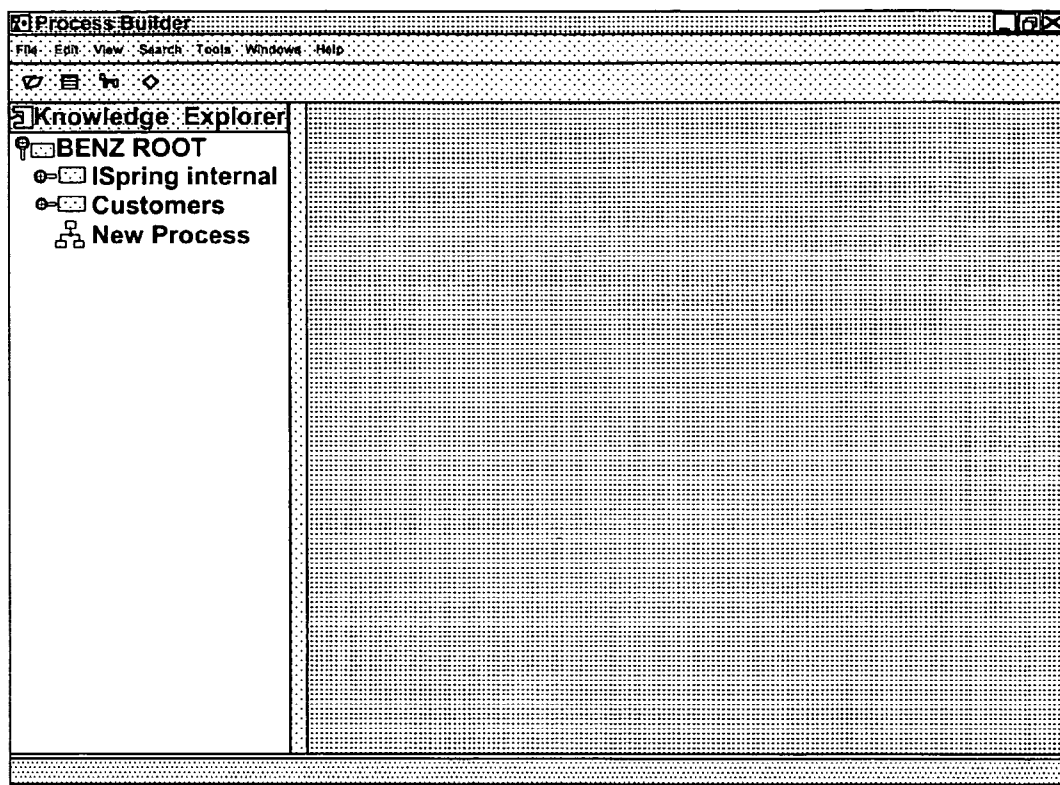 Process Builder
File Edit View Search Tools Windows Help
Knowledge Explorer
BENZ ROOT
ISpring internal
Customers
New Process